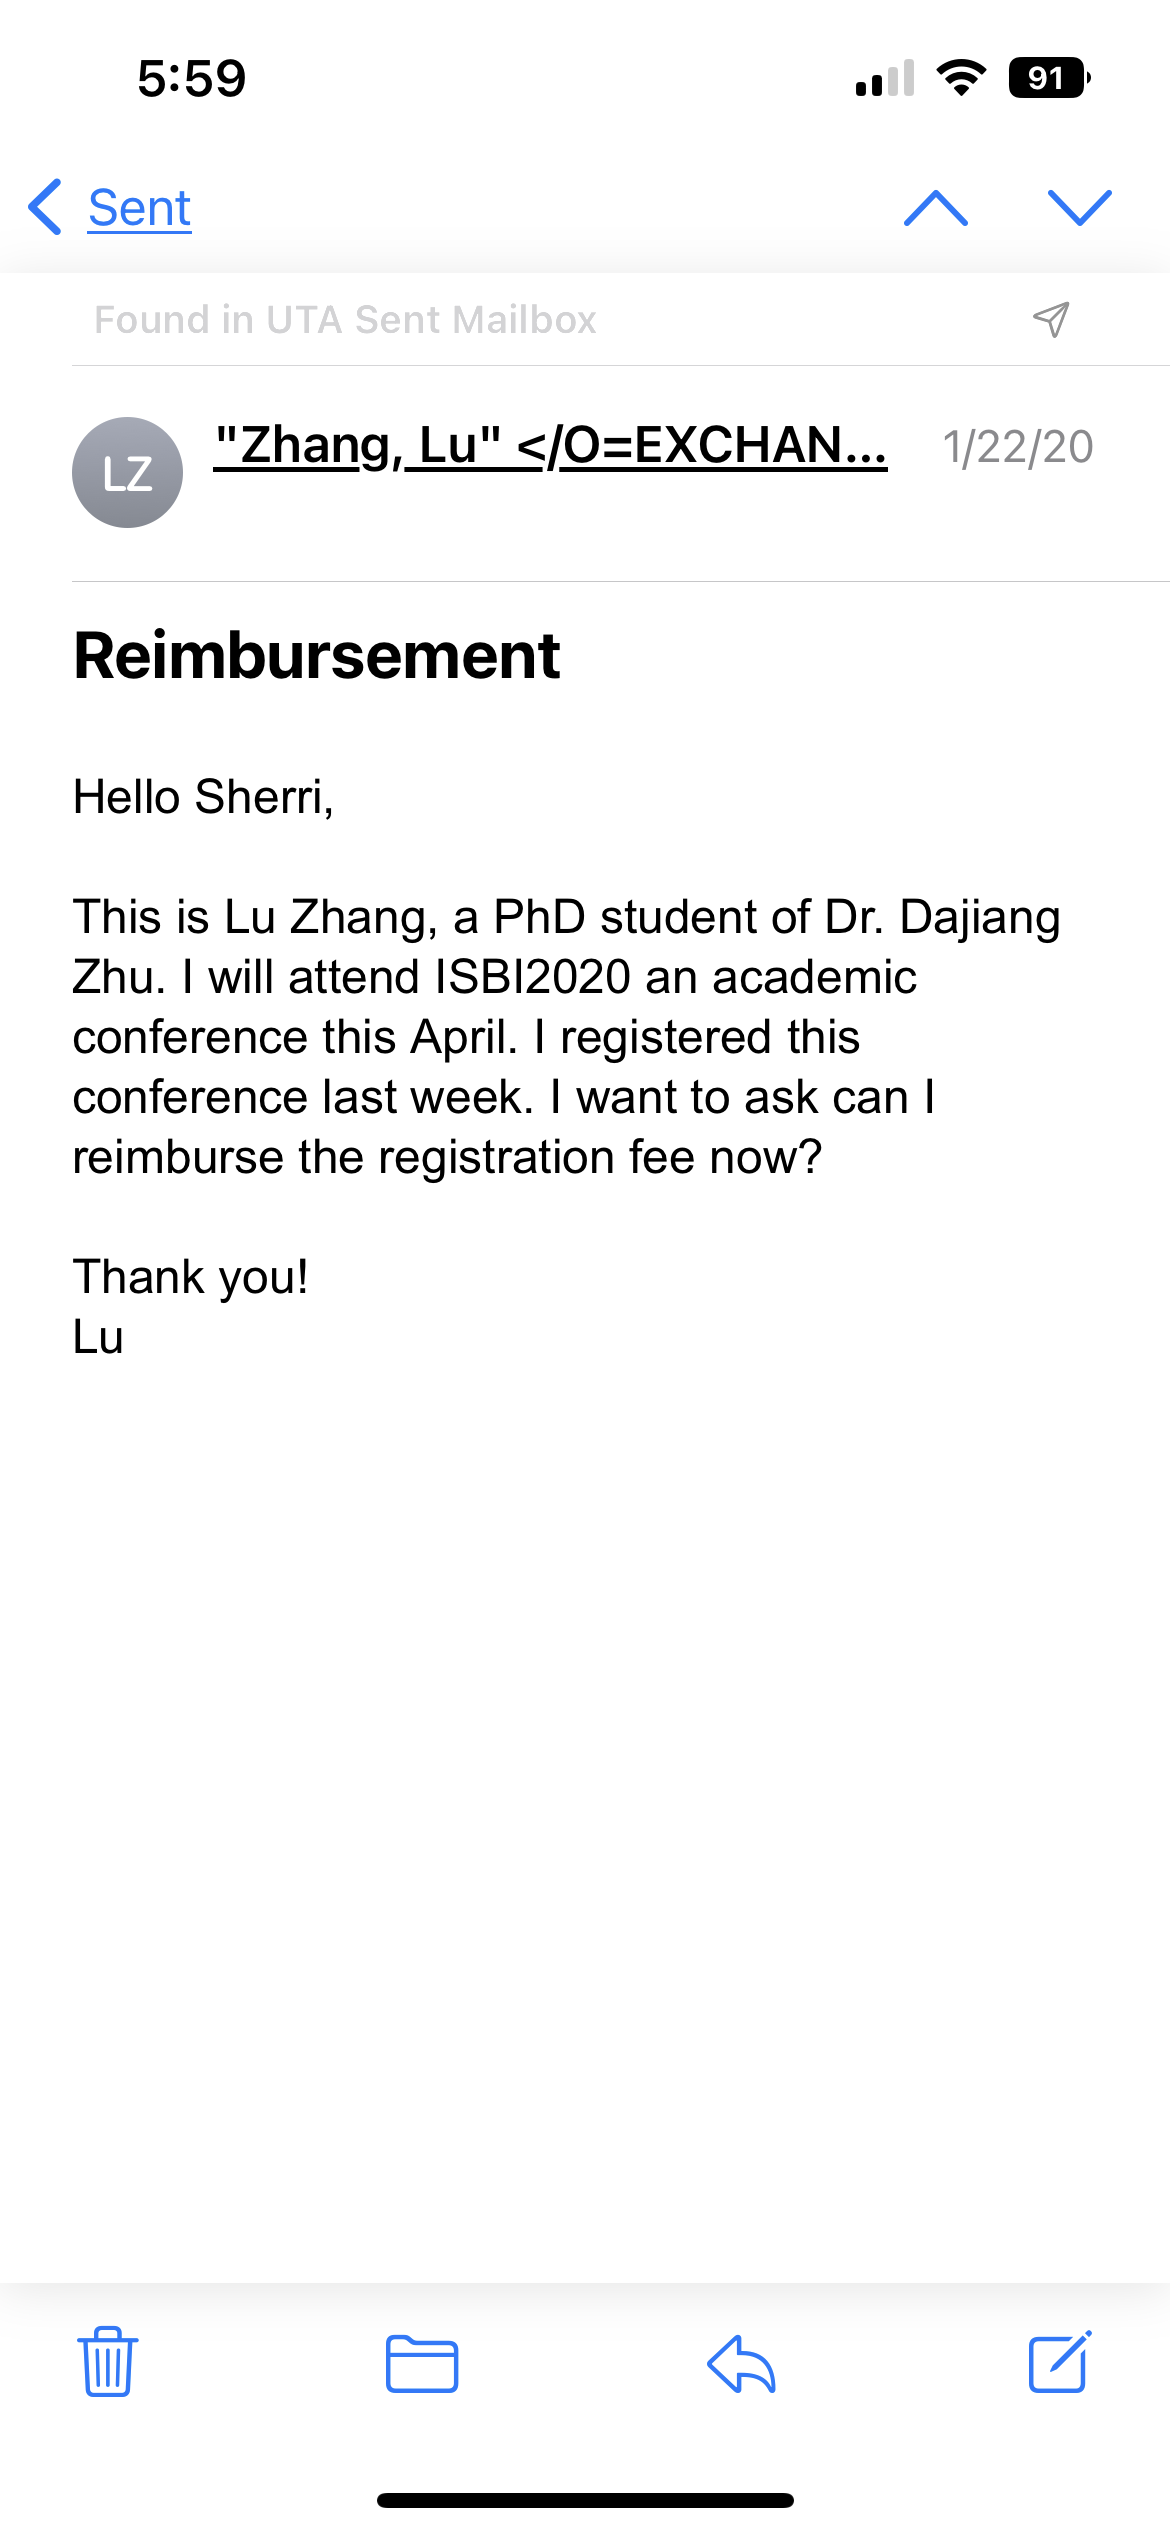 5:59
91
Sent
Found in UTA Sent Mailbox
LZ
"Zhang, Lu" </O=EXCHAN...
1/22/20
Reimbursement
Hello Sherri,
This is Lu Zhang, a PhD student of Dr. Dajiang
Zhu. I will attend ISBI2020 an academic
conference this April. I registered this
conference last week. I want to ask can I
reimburse the registration fee now?
Thank you!
Lu